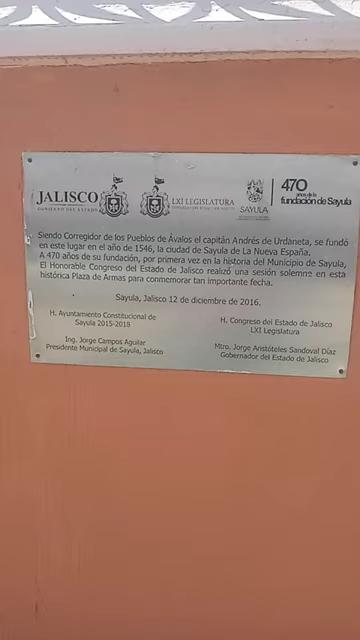 JALISCO
GOBIERNO DEL ESTADO
LXI LEGISLATURA
SAYULA
470
años de la
fundación de Sayula
Siendo Corregidor de los Pueblos de Ávalos el capitán Andrés de Urdaneta, se fundó
en este lugar en el año de 1546, la ciudad de Sayula de La Nueva España.
A 470 años de su fundación, por primera vez en la historia del Municipio de Sayula,
El Honorable Congreso del Estado de Jalisco realizó una sesión solemne en esta
histórica Plaza de Armas para conmemorar tan importante fecha.
Sayula, Jalisco 12 de diciembre de 2016.
H. Ayuntamiento Constitucional de
Sayula 2015-2018
Ing. Jorge Campos Aguilar
Presidente Municipal de Sayula, Jalisco
H. Congreso del Estado de Jalisco
LXI Legislatura
Mtro. Jorge Aristóteles Sandoval Díaz
Gobernador del Estado de Jalisco